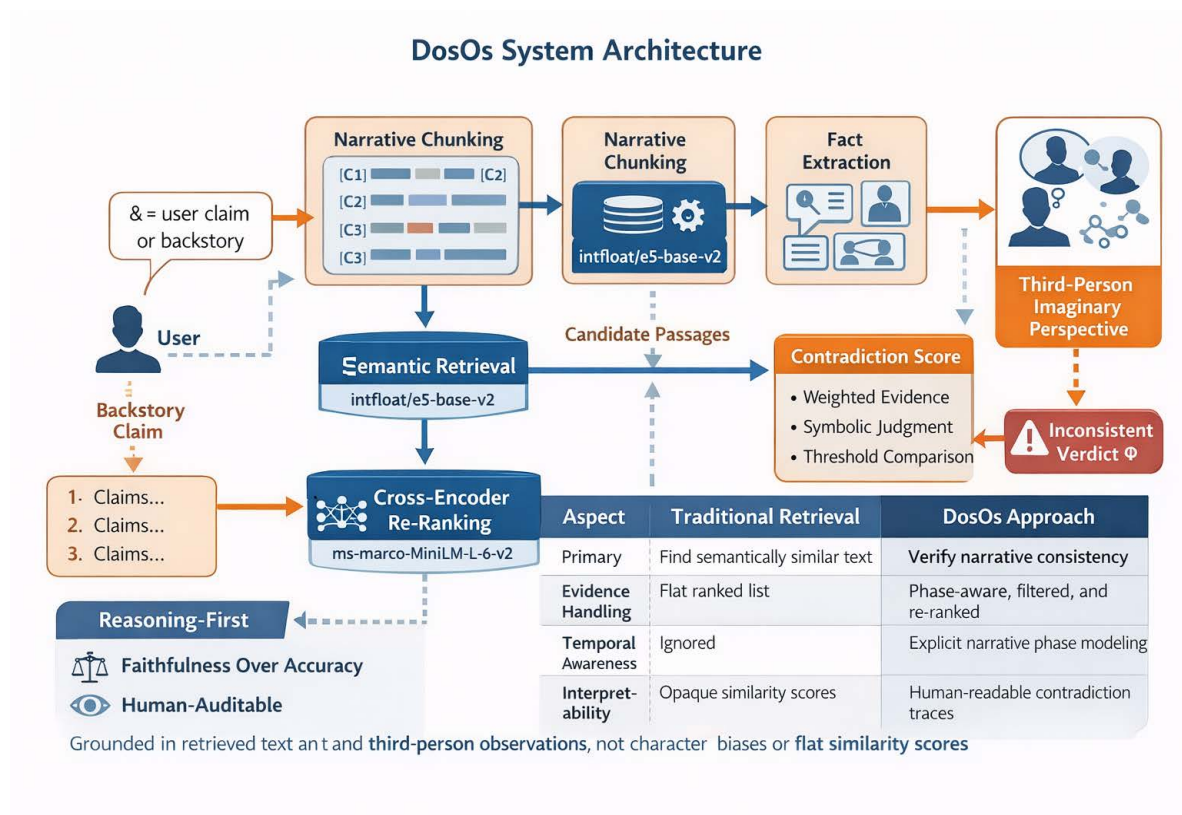 DosOs System Architecture
& = user claim
or backstory
User
Backstory
Claim
1. Claims...
2. Claims...
3. Claims...
Narrative Chunking
[C1] [C2]
[C2]
[C3]
[C3]
Narrative
Chunking
intfloat/e5-base-v2
Fact
Extraction
Third-Person
Imaginary
Perspective
Semantic Retrieval
intfloat/e5-base-v2
Candidate Passages
Contradiction Score
• Weighted Evidence
• Symbolic Judgment
• Threshold Comparison
Inconsistent
Verdict Φ
Cross-Encoder
Re-Ranking
ms-marco-MiniLM-L-6-v2
Aspect Traditional Retrieval DosOs Approach
Primary Find semantically similar text Verify narrative consistency
Evidence Handling Flat ranked list Phase-aware, filtered, and re-ranked
Temporal Awareness Ignored Explicit narrative phase modeling
Interpret-ability Opaque similarity scores Human-readable contradiction traces
Reasoning-First
Faithfulness Over Accuracy
Human-Auditable
Grounded in retrieved text an t and third-person observations, not character biases or flat similarity scores